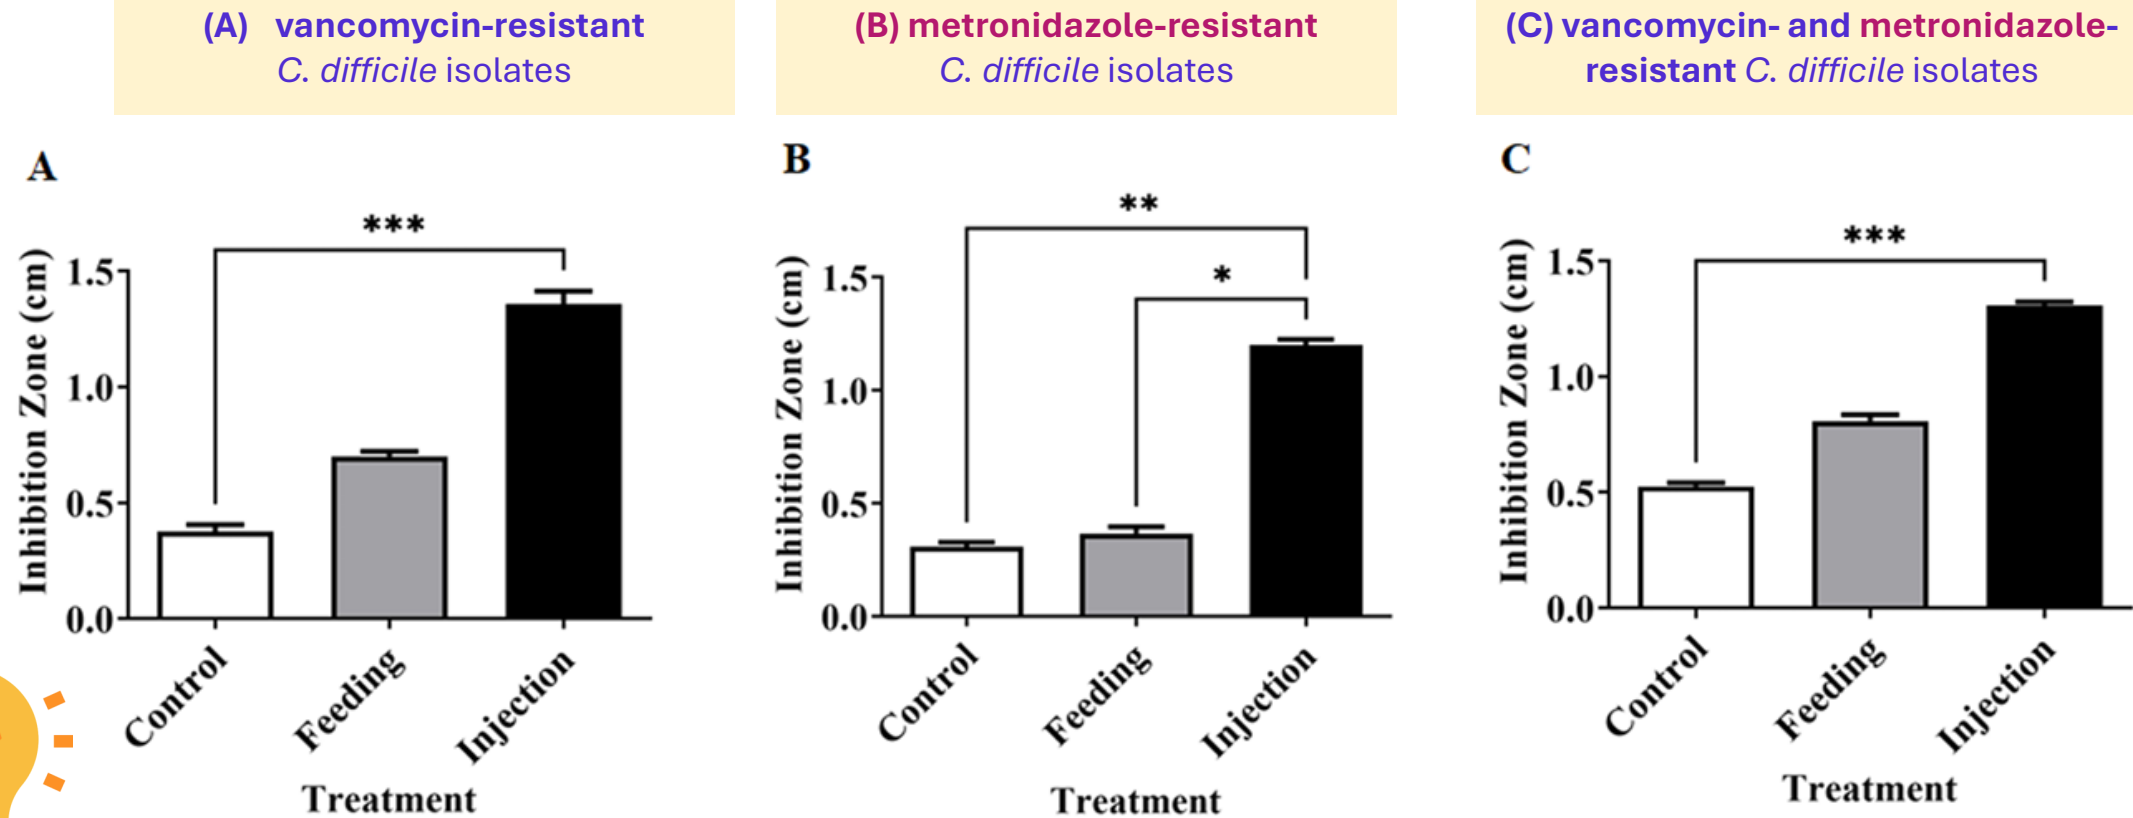 (A) vancomycin-resistant
C. difficile isolates
(B) metronidazole-resistant
C. difficile isolates
(C) vancomycin- and metronidazole-
resistant C. difficile isolates
A
***
Inhibition Zone (cm)
1.5
1.0
0.5
0.0
Control
Feeding
Injection
Treatment
B
**
*
Inhibition Zone (cm)
1.5
1.0
0.5
0.0
Control
Feeding
Injection
Treatment
C
***
Inhibition Zone (cm)
1.5
1.0
0.5
0.0
Control
Feeding
Injection
Treatment